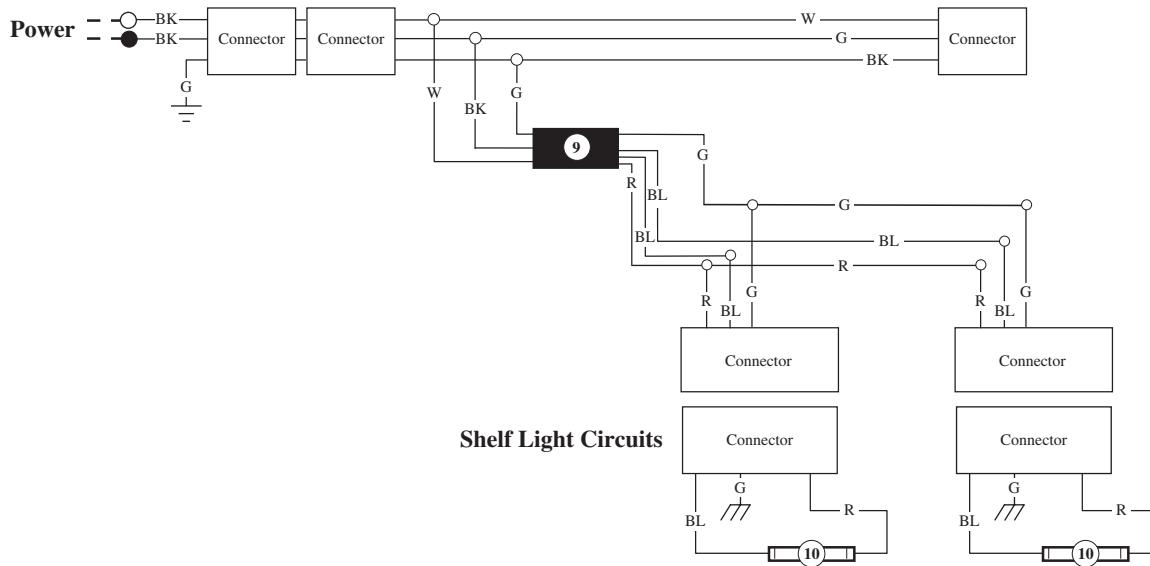 Power
BK
BK
G
Connector
Connector
W
G
BK
Connector
W
BK
G
9
G
R
BL
BL
G
BL
R
R
BL
G
R
BL
G
Connector
Connector
Shelf Light Circuits
Connector
Connector
G
G
BL
R
BL
R
10
10